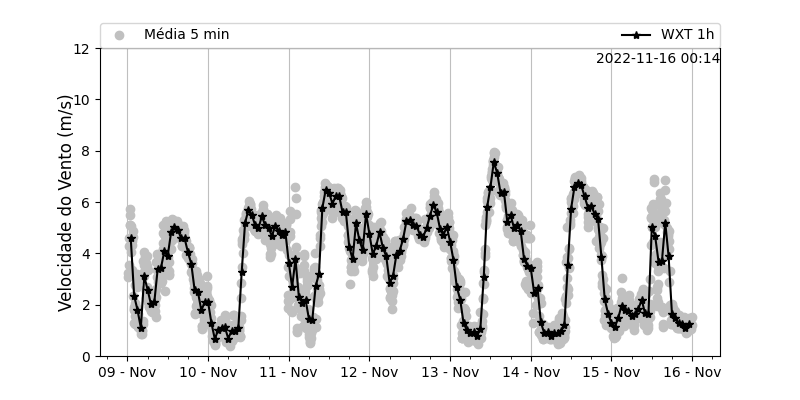 Média 5 min
WXT 1h
2022-11-16 00:14
Velocidade do Vento (m/s)
12
10
8
6
4
2
0
09 - Nov
10 - Nov
11 - Nov
12 - Nov
13 - Nov
14 - Nov
15 - Nov
16 - Nov